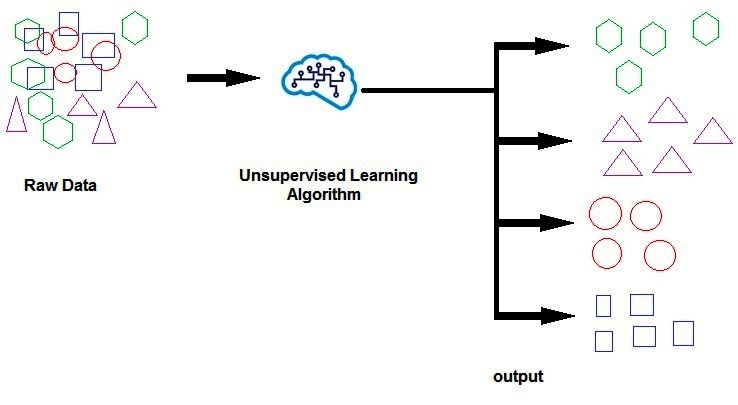 Raw Data
Unsupervised Learning
Algorithm
output